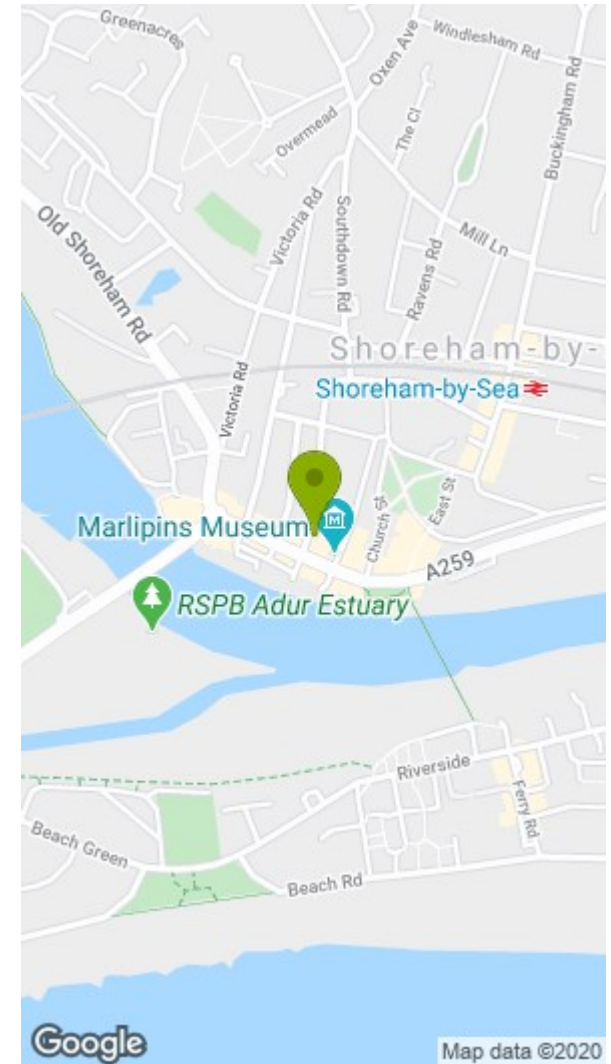 Greenacres
Oxen Ave
Windlesham Rd
Buckingham Rd
Overmead
The Cl
Old Shoreham Rd
Victoria Rd
Southdown Rd
Ravens Rd
Mill Ln
Shoreham-by-
Shoreham-by-Sea
Victoria Rd
Marlipins Museum
M
Church St
East St
A259
RSPB Adur Estuary
Riverside
Ferry Rd
Beach Green
Beach Rd
Google
Map data ©2020